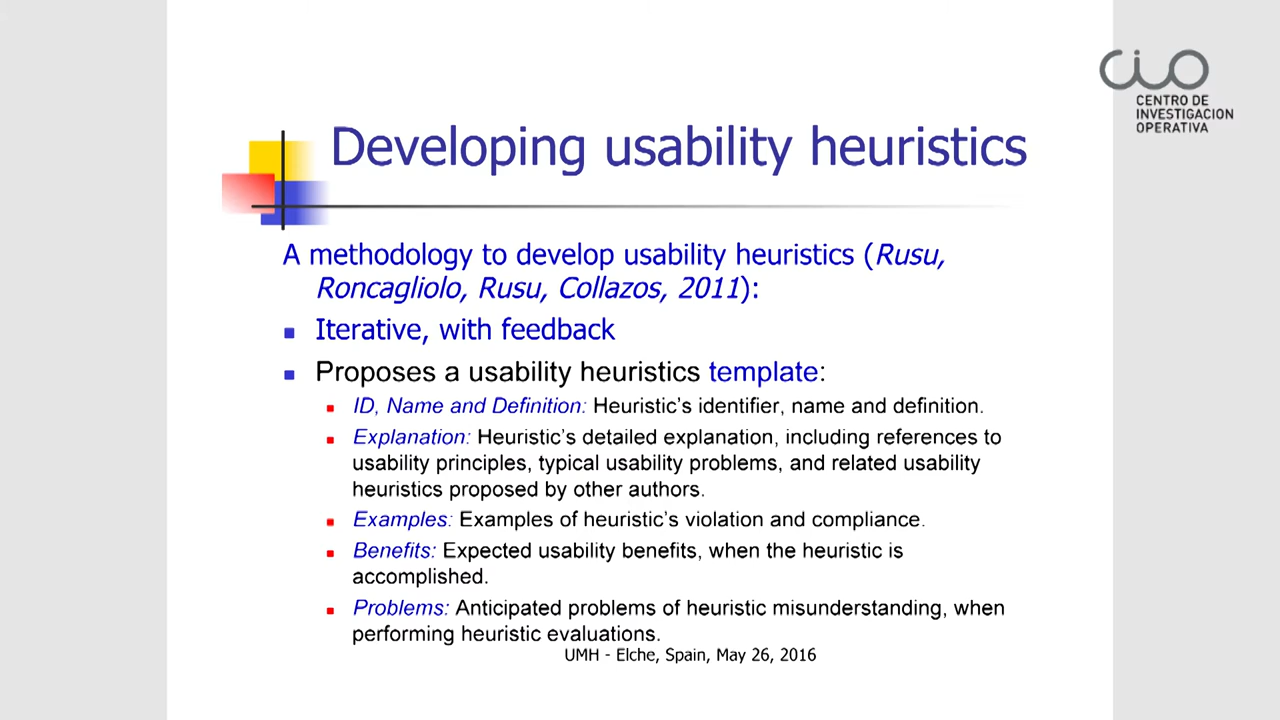 CIO
CENTRO DE
INVESTIGACION
OPERATIVA
Developing usability heuristics
A methodology to develop usability heuristics (Rusu,
Roncagliolo, Rusu, Collazos, 2011):
Iterative, with feedback
Proposes a usability heuristics template:
ID, Name and Definition: Heuristic's identifier, name and definition.
Explanation: Heuristic's detailed explanation, including references to
usability principles, typical usability problems, and related usability
heuristics proposed by other authors.
Examples: Examples of heuristic's violation and compliance.
Benefits: Expected usability benefits, when the heuristic is
accomplished.
Problems: Anticipated problems of heuristic misunderstanding, when
performing heuristic evaluations.
UMH - Elche, Spain, May 26, 2016